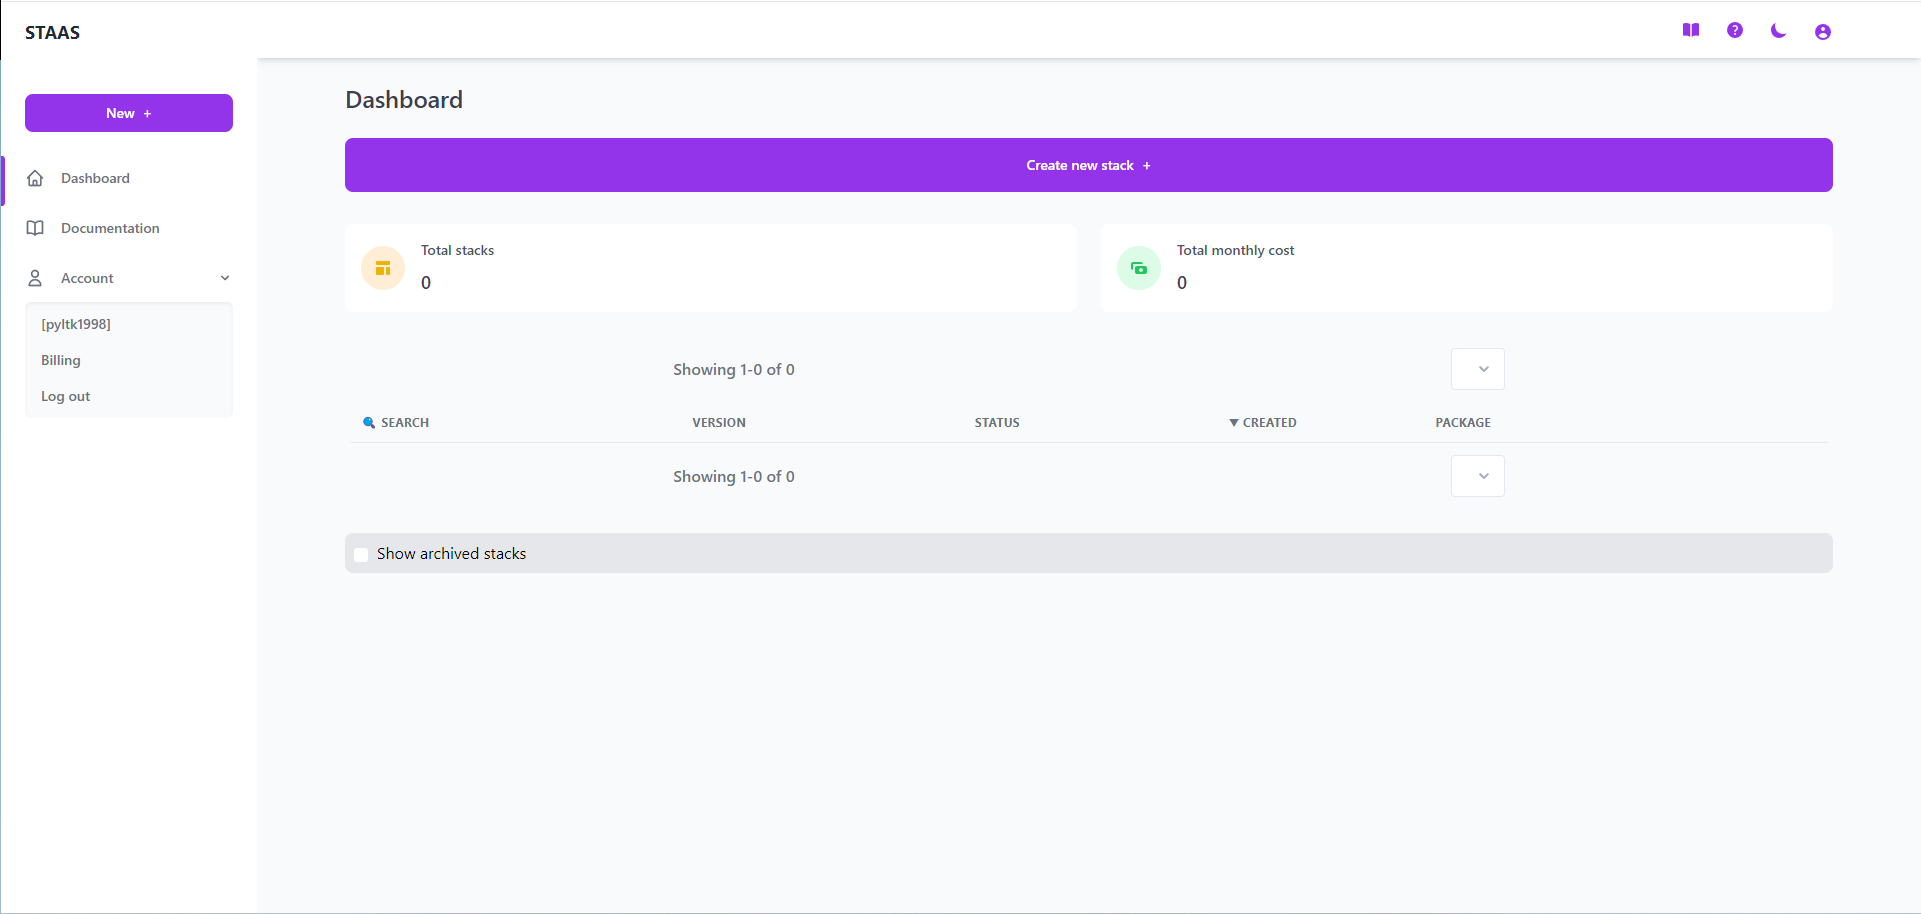 STAAS
New +
Dashboard
Documentation
Account
[pyltk1998]
Billing
Log out
Dashboard
Create new stack +
Total stacks
0
Total monthly cost
0
Showing 1-0 of 0
SEARCH VERSION STATUS ▼ CREATED PACKAGE
Showing 1-0 of 0
Show archived stacks